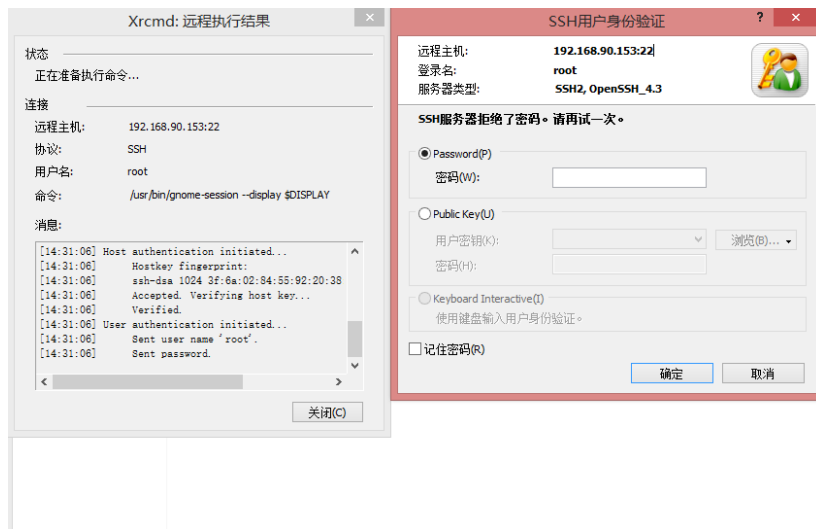 Xrcmd: 远程执行结果
状态
正在准备执行命令...
连接
远程主机: 192.168.90.153:22
协议: SSH
用户名: root
命令: /usr/bin/gnome-session --display $DISPLAY
消息:
[14:31:06] Host authentication initiated...
[14:31:06] Hostkey fingerprint:
[14:31:06] ssh-dsa 1024 3f:6a:02:84:55:92:20:38
[14:31:06] Accepted. Verifying host key...
[14:31:06] Verified.
[14:31:06] User authentication initiated...
[14:31:06] Sent user name 'root'.
[14:31:06] Sent password.
关闭(C)
SSH用户身份验证
远程主机: 192.168.90.153:22
登录名: root
服务器类型: SSH2, OpenSSH_4.3
SSH服务器拒绝了密码。请再试一次。
Password(P)
密码(W):
Public Key(U)
用户密钥(K): 浏览(B)...
密码(H):
Keyboard Interactive(I)
使用键盘输入用户身份验证。
记住密码(R)
确定 取消